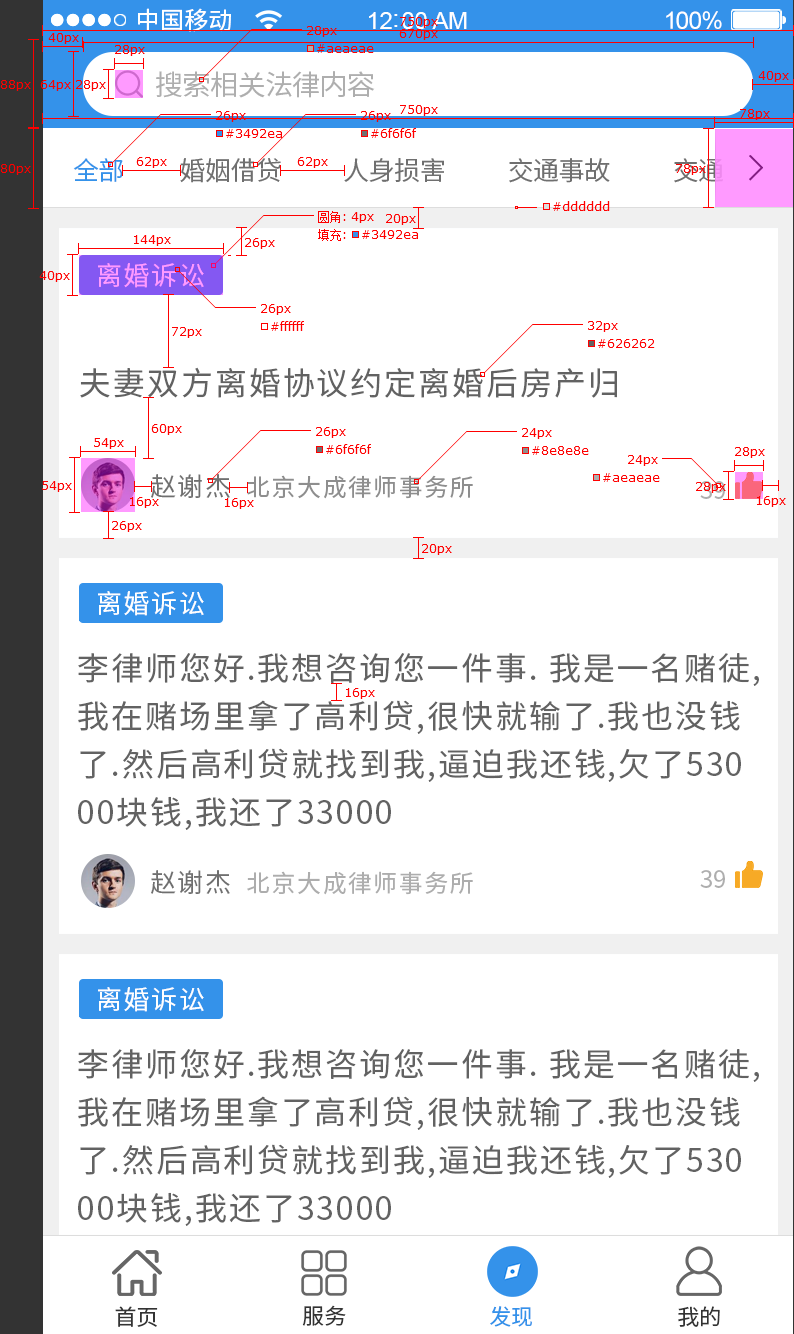 中国移动 12:00 AM 100%
750px
670px
40px
28px
#aeaeae
28px
88px
64px
28px
搜索相关法律内容
40px
26px
#3492ea
26px
#6f6f6f
750px
78px
80px
全部
62px
婚姻借贷
62px
人身损害
交通事故
交通
78px
#dddddd
圆角: 4px
填充: #3492ea
20px
144px
26px
40px
离婚诉讼
26px
#ffffff
72px
32px
#626262
夫妻双方离婚协议约定离婚后房产归
60px
54px
26px
#6f6f6f
24px
#8e8e8e
24px
#aeaeae
28px
54px
赵谢杰
北京大成律师事务所
39
28px
16px
16px
16px
26px
20px
离婚诉讼
李律师您好.我想咨询您一件事. 我是一名赌徒,
16px
我在赌场里拿了高利贷,很快就输了.我也没钱
了.然后高利贷就找到我,逼迫我还钱,欠了530
00块钱,我还了33000
赵谢杰 北京大成律师事务所 39
离婚诉讼
李律师您好.我想咨询您一件事. 我是一名赌徒,
我在赌场里拿了高利贷,很快就输了.我也没钱
了.然后高利贷就找到我,逼迫我还钱,欠了530
00块钱,我还了33000
首页 服务 发现 我的